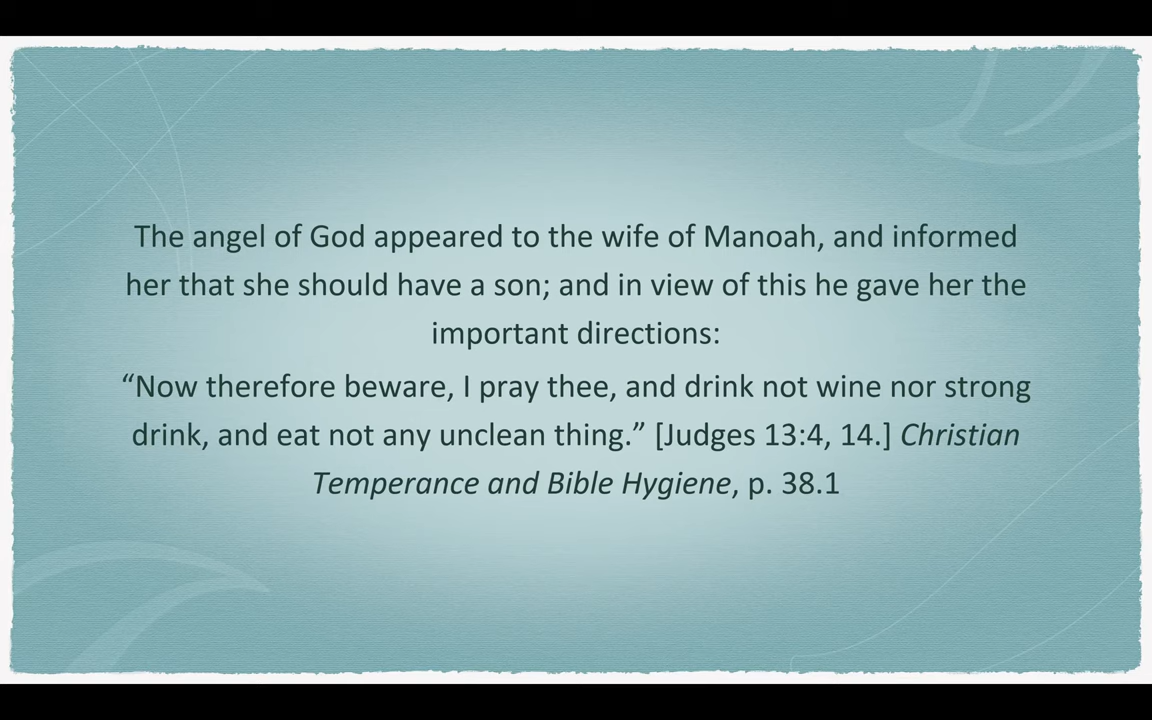 The angel of God appeared to the wife of Manoah, and informed
her that she should have a son; and in view of this he gave her the
important directions:
“Now therefore beware, I pray thee, and drink not wine nor strong
drink, and eat not any unclean thing.” [Judges 13:4, 14.] Christian
Temperance and Bible Hygiene, p. 38.1